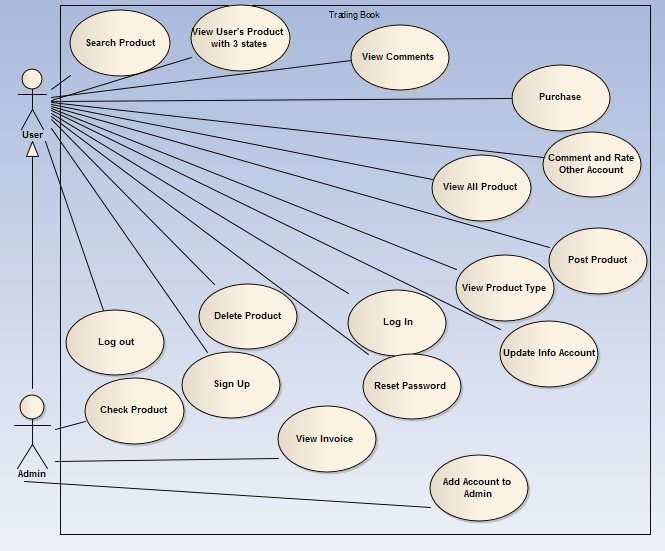 Trading Book
Search Product
View User's Product
with 3 states
View Comments
Purchase
User
Comment and Rate
Other Account
View All Product
Post Product
View Product Type
Delete Product
Log In
Log out
Update Info Account
Sign Up
Reset Password
Check Product
View Invoice
Admin
Add Account to
Admin